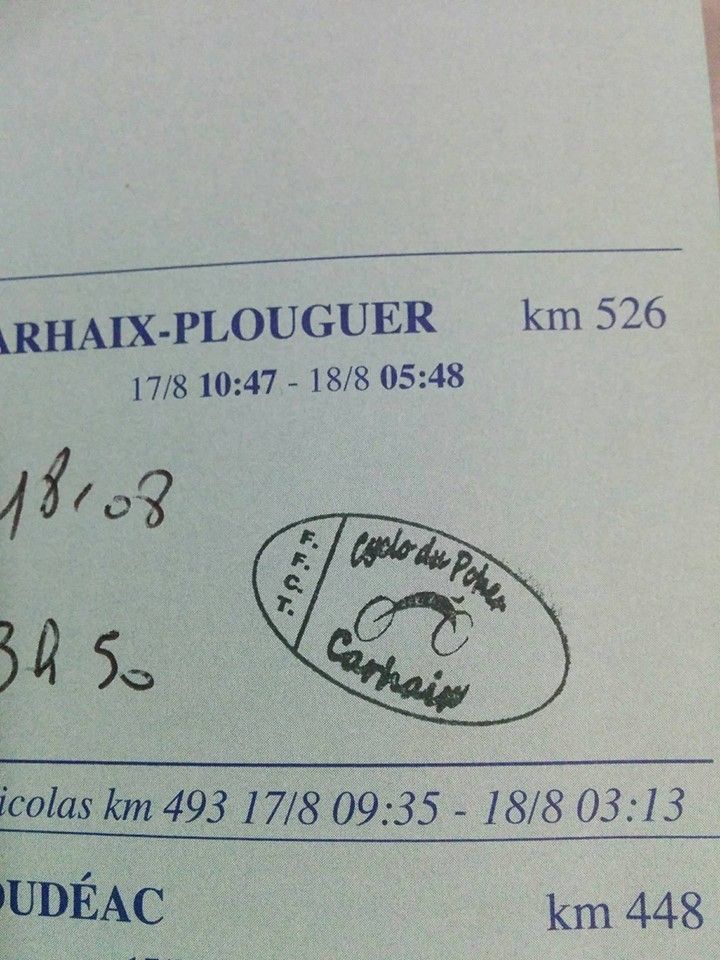 ARHAIX-PLOUGUER km 526
17/8 10:47 - 18/8 05:48
18/08
F.F.C.T.
Cyclo du Poher
Carhaix
3h 50
icolas km 493 17/8 09:35 - 18/8 03:13
OUDÉAC km 448